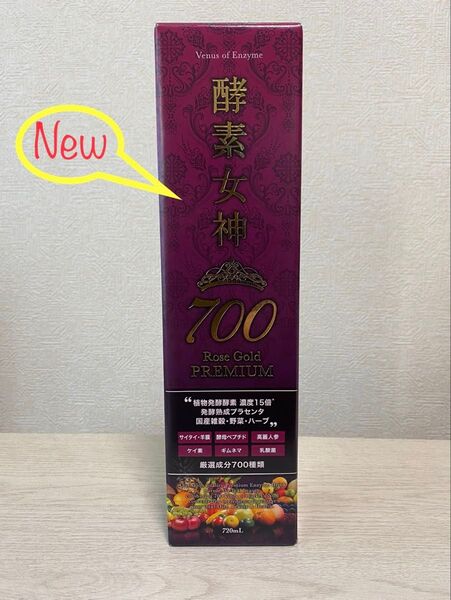 Venus of Enzyme
New
酵素女神
700
Rose Gold
PREMIUM
“植物発酵酵素 濃度15倍*
発酵熟成プラセンタ
国産雑穀・野菜・ハーブ„
サイタイ・羊膜 酵母ペプチド 高麗人参
ケイ素 ギムネマ 乳酸菌
厳選成分700種類
720mL